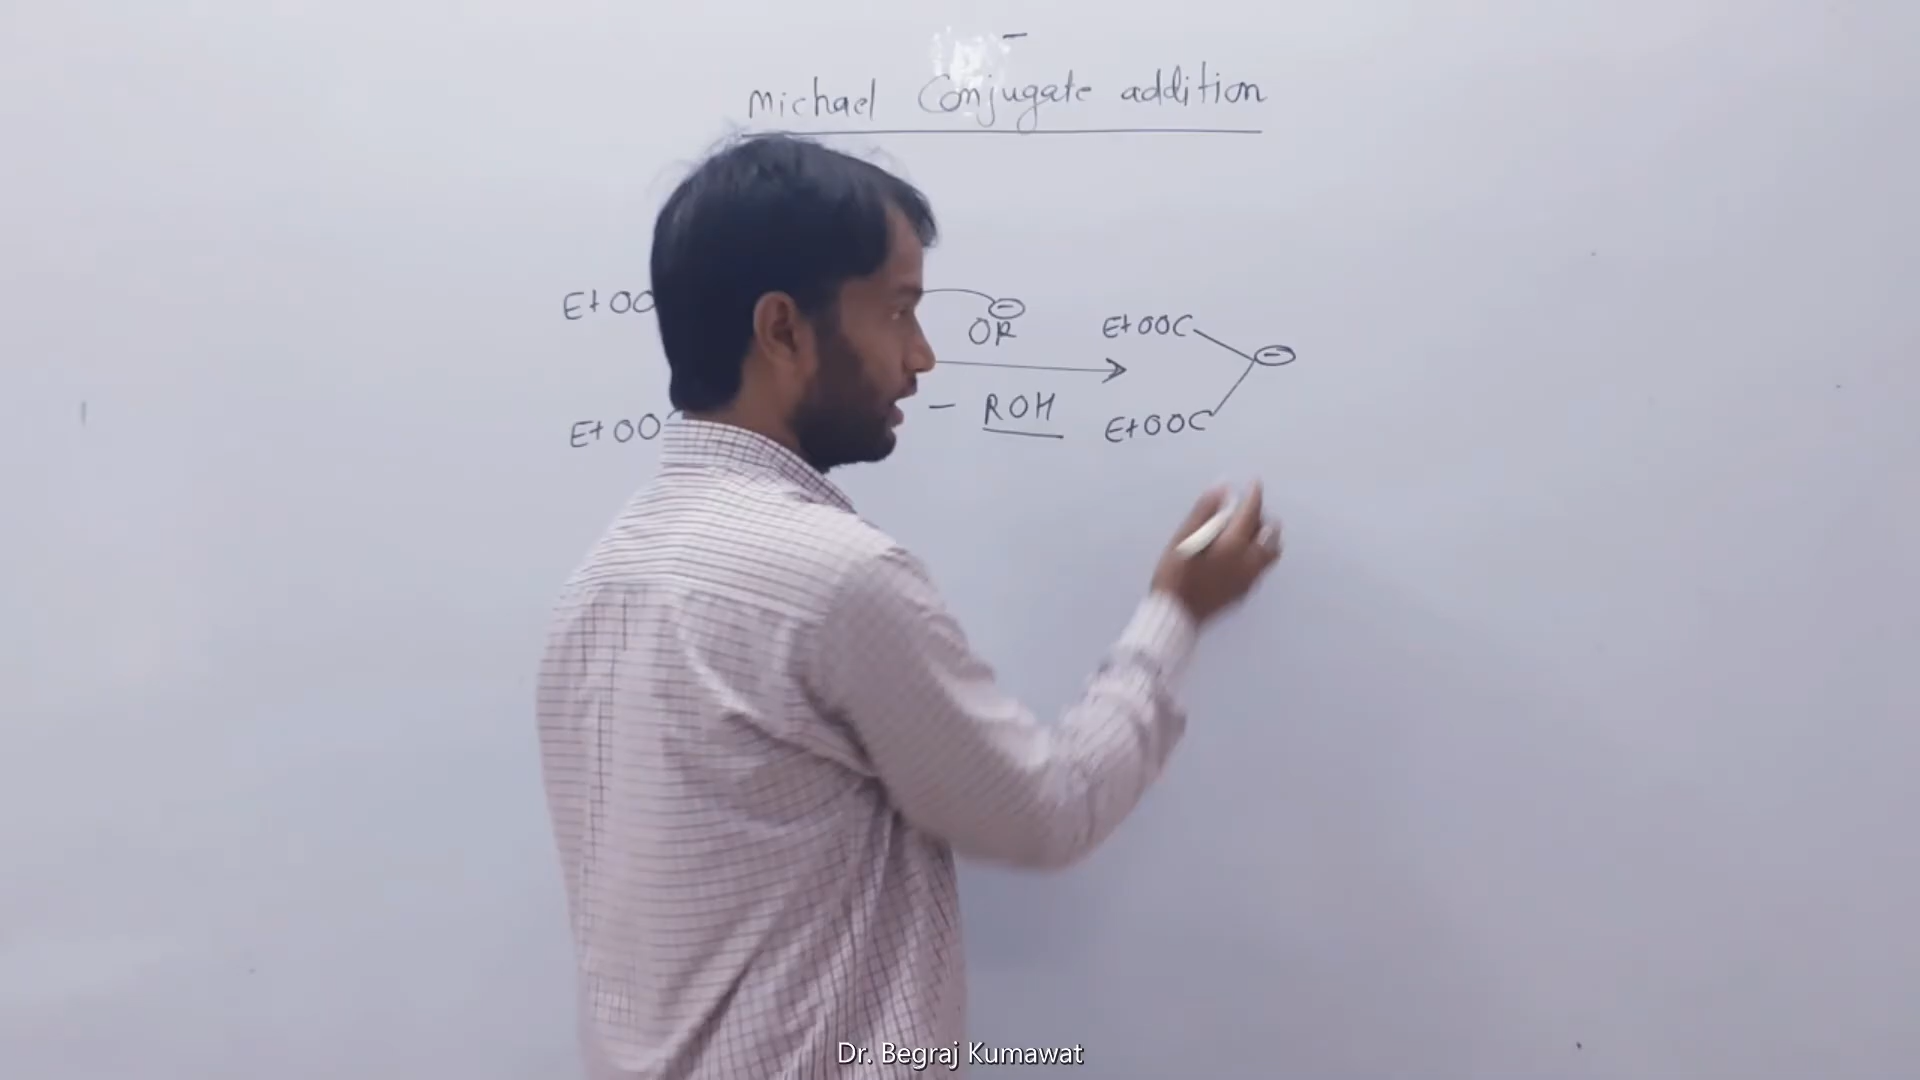 Michael Conjugate addition
EtOO
⊖
OR
EtOOC
⊖
EtOO
- ROH
EtOOC
Dr. Begraj Kumawat